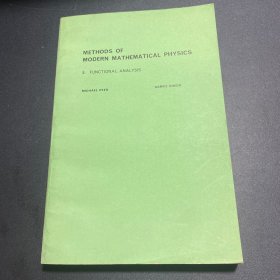 METHODS OF
MODERN MATHEMATICAL PHYSICS
I: FUNCTIONAL ANALYSIS
MICHAEL REED BARRY SIMON